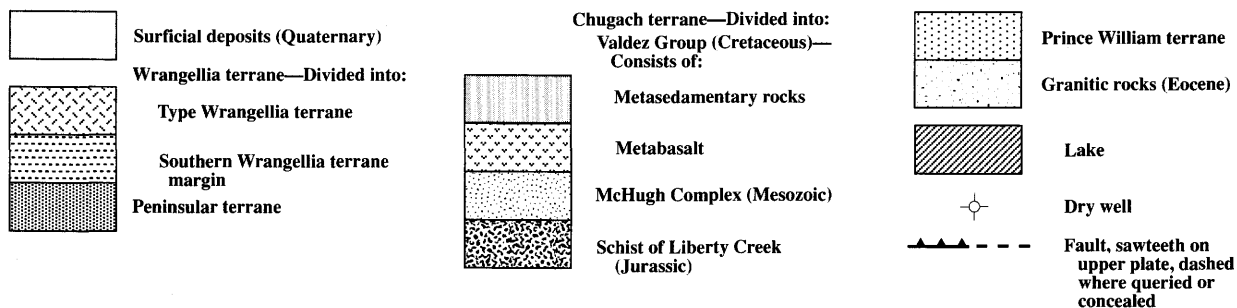 Surficial deposits (Quaternary)
Wrangellia terrane—Divided into:
Type Wrangellia terrane
Southern Wrangellia terrane
margin
Peninsular terrane
Chugach terrane—Divided into:
Valdez Group (Cretaceous)—
Consists of:
Metasedamentary rocks
Metabasalt
McHugh Complex (Mesozoic)
Schist of Liberty Creek
(Jurassic)
Prince William terrane
Granitic rocks (Eocene)
Lake
Dry well
Fault, sawteeth on
upper plate, dashed
where queried or
concealed